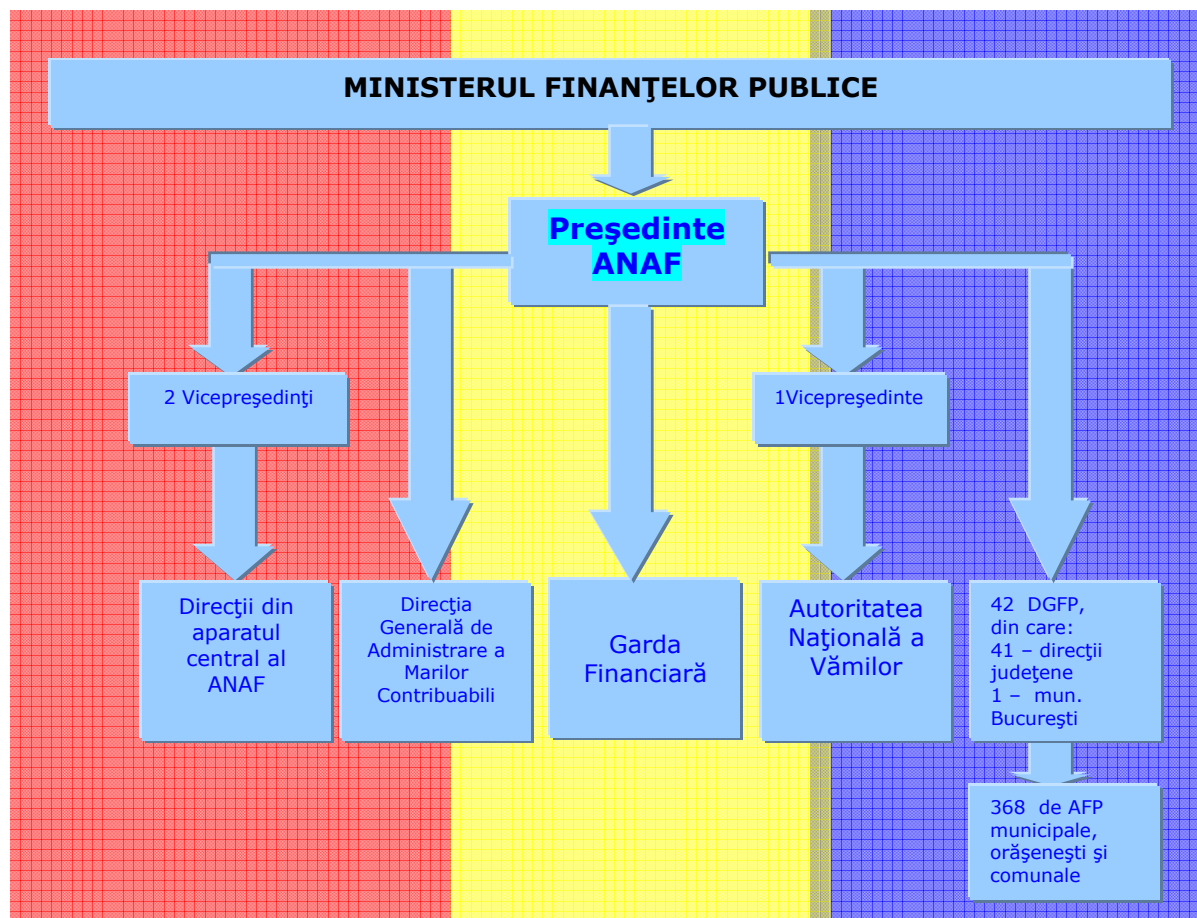 MINISTERUL FINANŢELOR PUBLICE
Preşedinte
ANAF
2 Vicepreşedinţi
1Vicepreşedinte
Direcţii din
aparatul
central al
ANAF
Direcţia
Generală de
Administrare a
Marilor
Contribuabili
Garda
Financiară
Autoritatea
Naţională a
Vămilor
42 DGFP,
din care:
41 – direcţii
judeţene
1 – mun.
Bucureşti
368 de AFP
municipale,
orăşeneşti şi
comunale